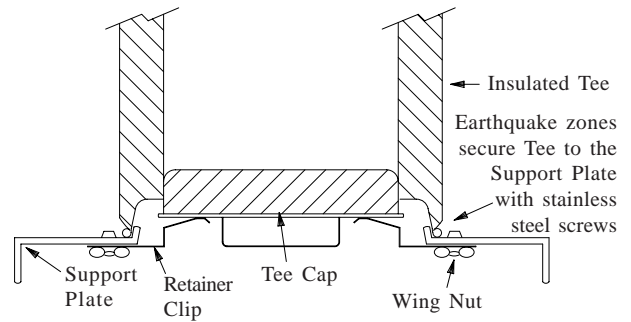 Insulated Tee
Earthquake zones
secure Tee to the
Support Plate
with stainless
steel screws
Support
Plate
Retainer
Clip
Tee Cap
Wing Nut